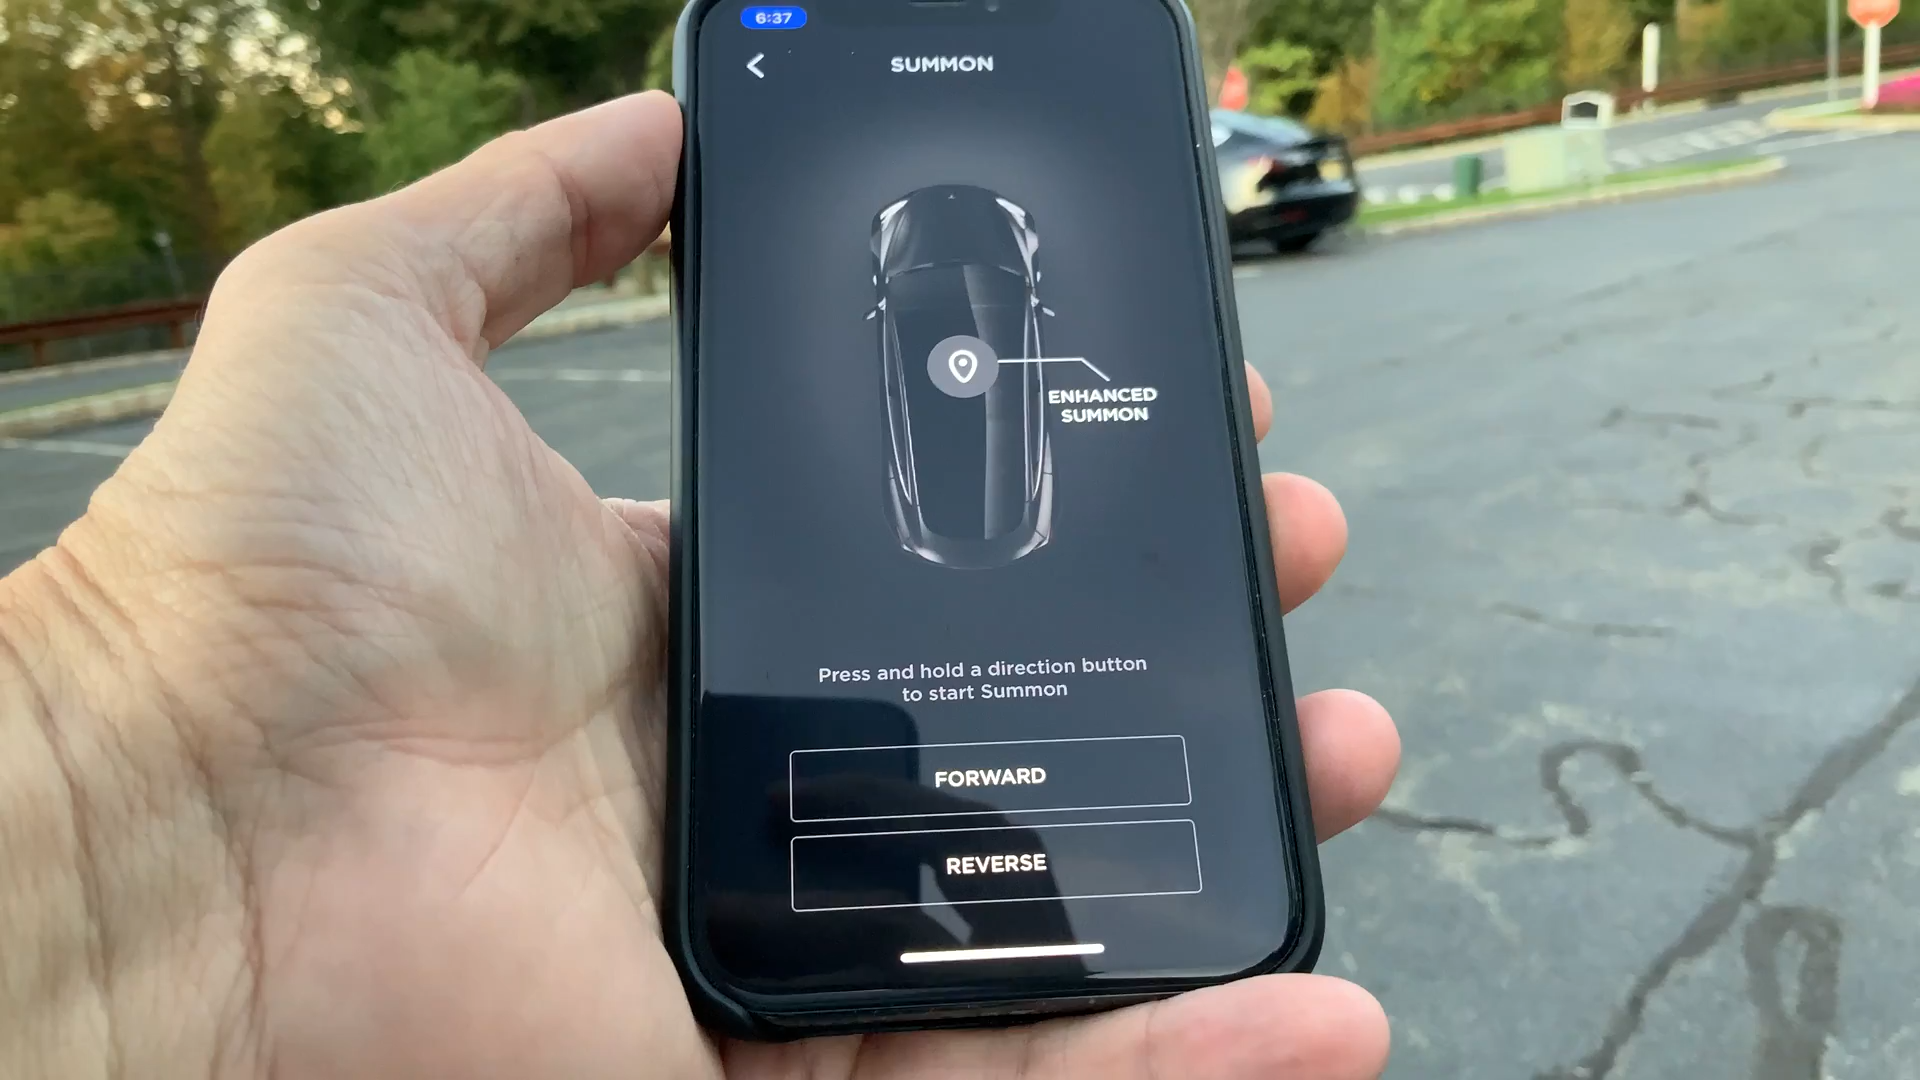 6:37
SUMMON
ENHANCED
SUMMON
Press and hold a direction button
to start Summon
FORWARD
REVERSE